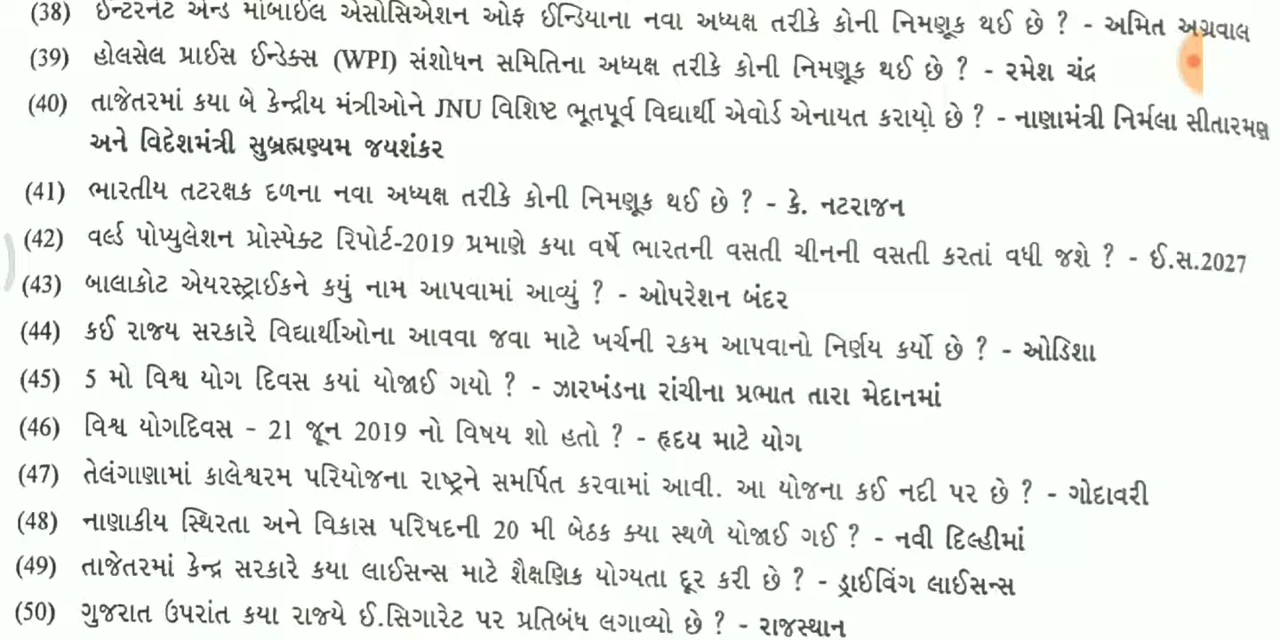 (38) ઈન્ટરનેટ એન્ડ મોબાઈલ એસોસિએશન ઓફ ઈન્ડિયાના નવા અધ્યક્ષ તરીકે કોની નિમણૂક થઈ છે ? - અમિત અગ્રવાલ
(39) હોલસેલ પ્રાઈસ ઈન્ડેક્સ (WPI) સંશોધન સમિતિના અધ્યક્ષ તરીકે કોની નિમણૂક થઈ છે ? - રમેશ ચંદ્ર
(40) તાજેતરમાં કયા બે કેન્દ્રીય મંત્રીઓને JNU વિશિષ્ટ ભૂતપૂર્વ વિદ્યાર્થી એવોર્ડ એનાયત કરાયો છે ? - નાણામંત્રી નિર્મલા સીતારમણ
અને વિદેશમંત્રી સુબ્રહ્મણ્યમ જયશંકર
(41) ભારતીય તટરક્ષક દળના નવા અધ્યક્ષ તરીકે કોની નિમણૂક થઈ છે ? - કે. નટરાજન
(42) વર્લ્ડ પોપ્યુલેશન પ્રોસ્પેક્ટ રિપોર્ટ-2019 પ્રમાણે કયા વર્ષે ભારતની વસતી ચીનની વસતી કરતાં વધી જશે ? - ઈ.સ.2027
(43) બાલાકોટ એયરસ્ટ્રાઈકને કયું નામ આપવામાં આવ્યું ? - ઓપરેશન બંદર
(44) કઈ રાજ્ય સરકારે વિદ્યાર્થીઓના આવવા જવા માટે ખર્ચની રકમ આપવાનો નિર્ણય કર્યો છે ? - ઓડિશા
(45) 5 મો વિશ્વ યોગ દિવસ કયાં યોજાઈ ગયો ? - ઝારખંડના રાંચીના પ્રભાત તારા મેદાનમાં
(46) વિશ્વ યોગદિવસ - 21 જૂન 2019 નો વિષય શો હતો ? - હૃદય માટે યોગ
(47) તેલંગાણામાં કાલેશ્વરમ પરિયોજના રાષ્ટ્રને સમર્પિત કરવામાં આવી. આ યોજના કઈ નદી પર છે ? - ગોદાવરી
(48) નાણાકીય સ્થિરતા અને વિકાસ પરિષદની 20 મી બેઠક ક્યા સ્થળે યોજાઈ ગઈ ? - નવી દિલ્હીમાં
(49) તાજેતરમાં કેન્દ્ર સરકારે કયા લાઈસન્સ માટે શૈક્ષણિક યોગ્યતા દૂર કરી છે ? - ડ્રાઈવિંગ લાઈસન્સ
(50) ગુજરાત ઉપરાંત કયા રાજ્યે ઈ.સિગારેટ પર પ્રતિબંધ લગાવ્યો છે ? - રાજસ્થાન